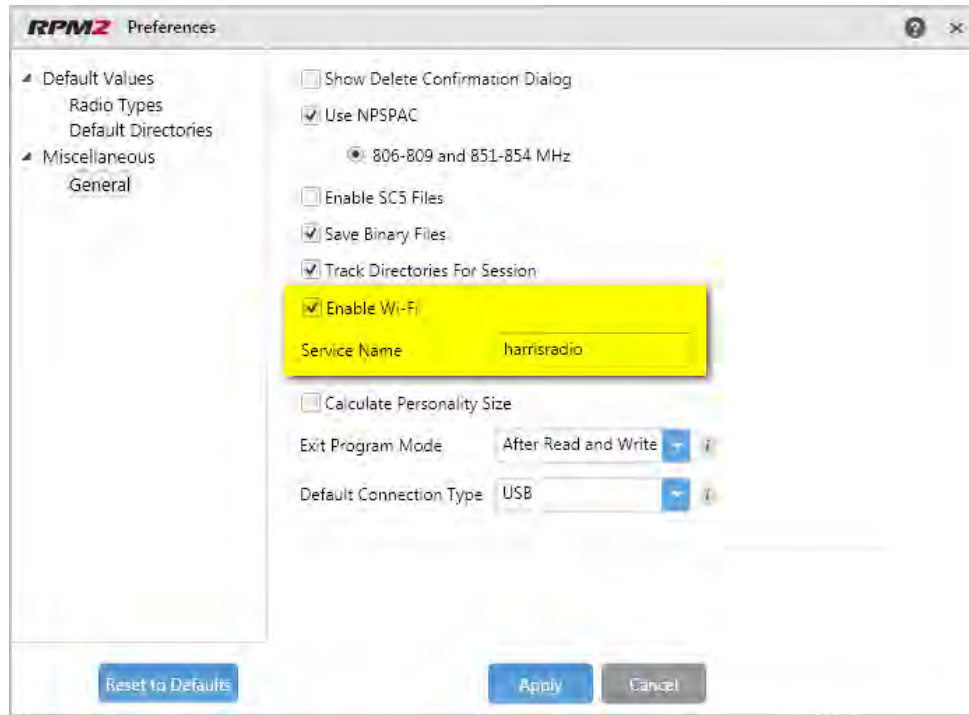 RPM2 Preferences
Default Values
Radio Types
Default Directories
Miscellaneous
General
Show Delete Confirmation Dialog
Use NPSPAC
806-809 and 851-854 MHz
Enable SC5 Files
Save Binary Files
Track Directories For Session
Enable Wi-Fi
Service Name harrisradio
Calculate Personality Size
Exit Program Mode After Read and Write i
Default Connection Type USB i
Reset to Defaults Apply Cancel